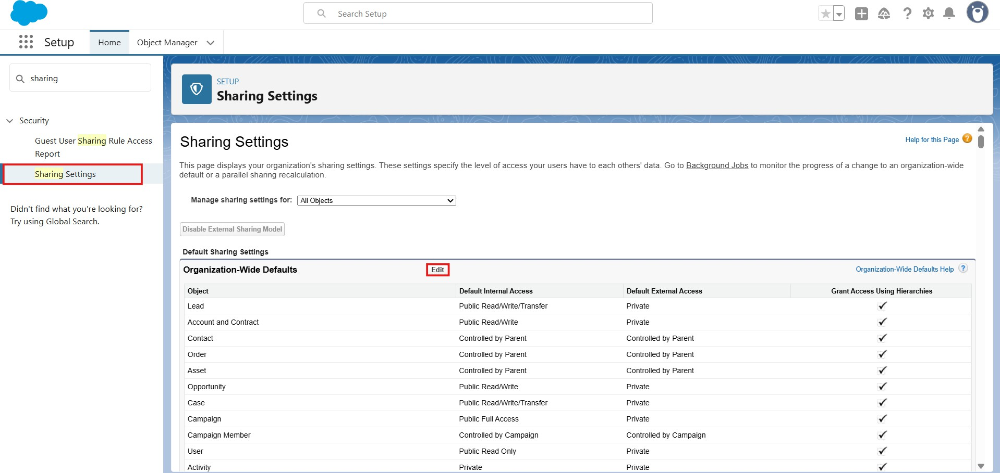 Search Setup
Setup
Home
Object Manager
sharing
Security
Guest User Sharing Rule Access
Report
Sharing Settings
Didn't find what you're looking for?
Try using Global Search.
SETUP
Sharing Settings
Sharing Settings
Help for this Page ?
This page displays your organization's sharing settings. These settings specify the level of access your users have to each others' data. Go to Background Jobs to monitor the progress of a change to an organization-wide
default or a parallel sharing recalculation.
Manage sharing settings for: All Objects
Disable External Sharing Model
Default Sharing Settings
Organization-Wide Defaults Edit Organization-Wide Defaults Help ?
Object Default Internal Access Default External Access Grant Access Using Hierarchies
Lead Public Read/Write/Transfer Private ✓
Account and Contract Public Read/Write Private ✓
Contact Controlled by Parent Controlled by Parent ✓
Order Controlled by Parent Controlled by Parent ✓
Asset Controlled by Parent Controlled by Parent ✓
Opportunity Public Read/Write Private ✓
Case Public Read/Write/Transfer Private ✓
Campaign Public Full Access Private ✓
Campaign Member Controlled by Campaign Controlled by Campaign ✓
User Public Read Only Private ✓
Activity Private Private ✓